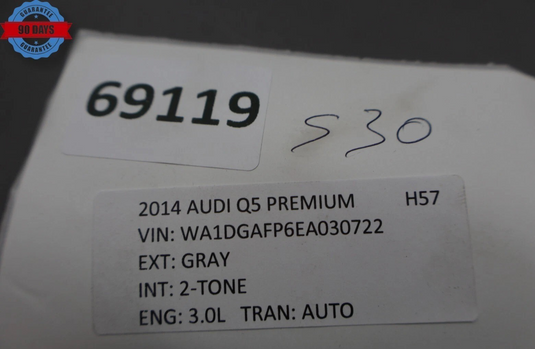 GUARANTEE
90 DAYS
GUARANTEE
69119
S30
2014 AUDI Q5 PREMIUM H57
VIN: WA1DGAFP6EA030722
EXT: GRAY
INT: 2-TONE
ENG: 3.0L TRAN: AUTO